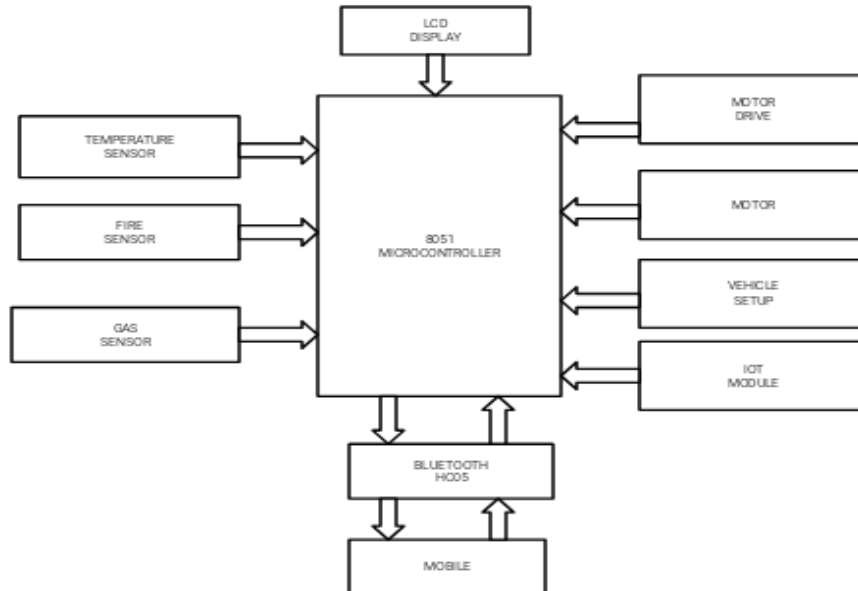 LCD
DISPLAY
MOTOR
DRIVE
TEMPERATURE
SENSOR
MOTOR
FIRE
SENSOR
8051
MICROCONTROLLER
VEHICLE
SETUP
GAS
SENSOR
IOT
MODULE
BLUETOOTH
HC05
MOBILE